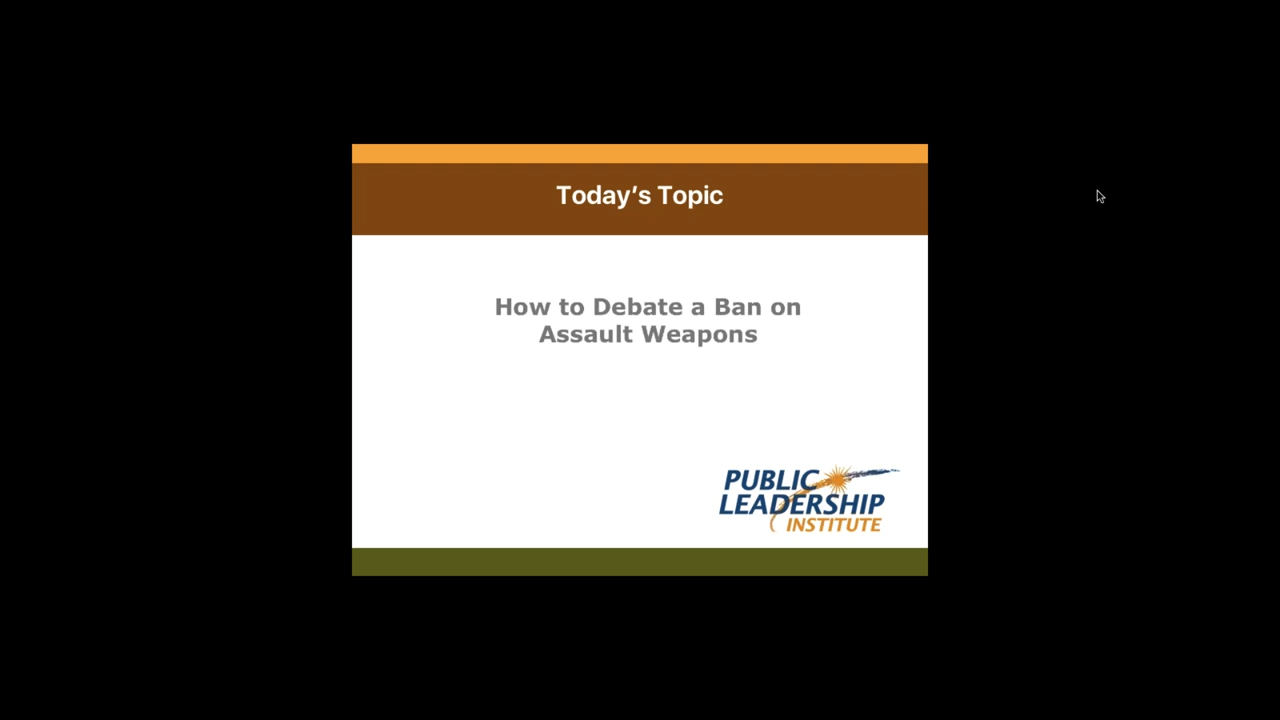 Today’s Topic
How to Debate a Ban on
Assault Weapons
PUBLIC
LEADERSHIP
INSTITUTE